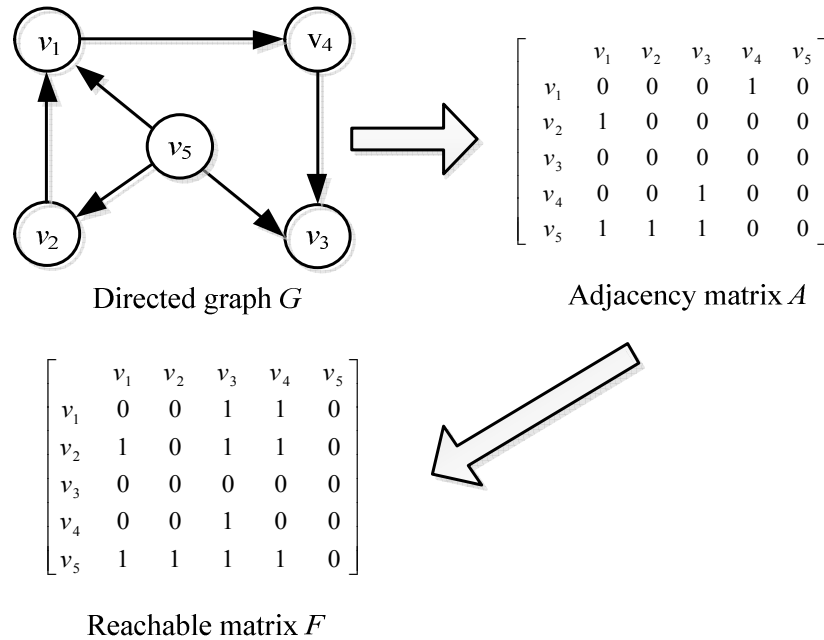 v1 v4
v5
v2 v3
Directed graph G
v1 v2 v3 v4 v5
v1 0 0 0 1 0
v2 1 0 0 0 0
v3 0 0 0 0 0
v4 0 0 1 0 0
v5 1 1 1 0 0
Adjacency matrix A
v1 v2 v3 v4 v5
v1 0 0 1 1 0
v2 1 0 1 1 0
v3 0 0 0 0 0
v4 0 0 1 0 0
v5 1 1 1 1 0
Reachable matrix F